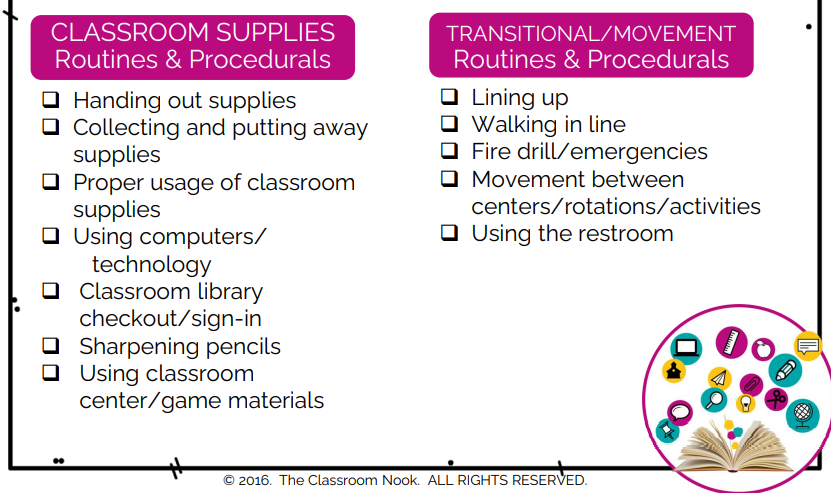 CLASSROOM SUPPLIES
Routines & Procedurals
❑ Handing out supplies
❑ Collecting and putting away
supplies
❑ Proper usage of classroom
supplies
❑ Using computers/
technology
❑ Classroom library
checkout/sign-in
❑ Sharpening pencils
❑ Using classroom
center/game materials
TRANSITIONAL/MOVEMENT
Routines & Procedurals
❑ Lining up
❑ Walking in line
❑ Fire drill/emergencies
❑ Movement between
centers/rotations/activities
❑ Using the restroom
© 2016. The Classroom Nook. ALL RIGHTS RESERVED.